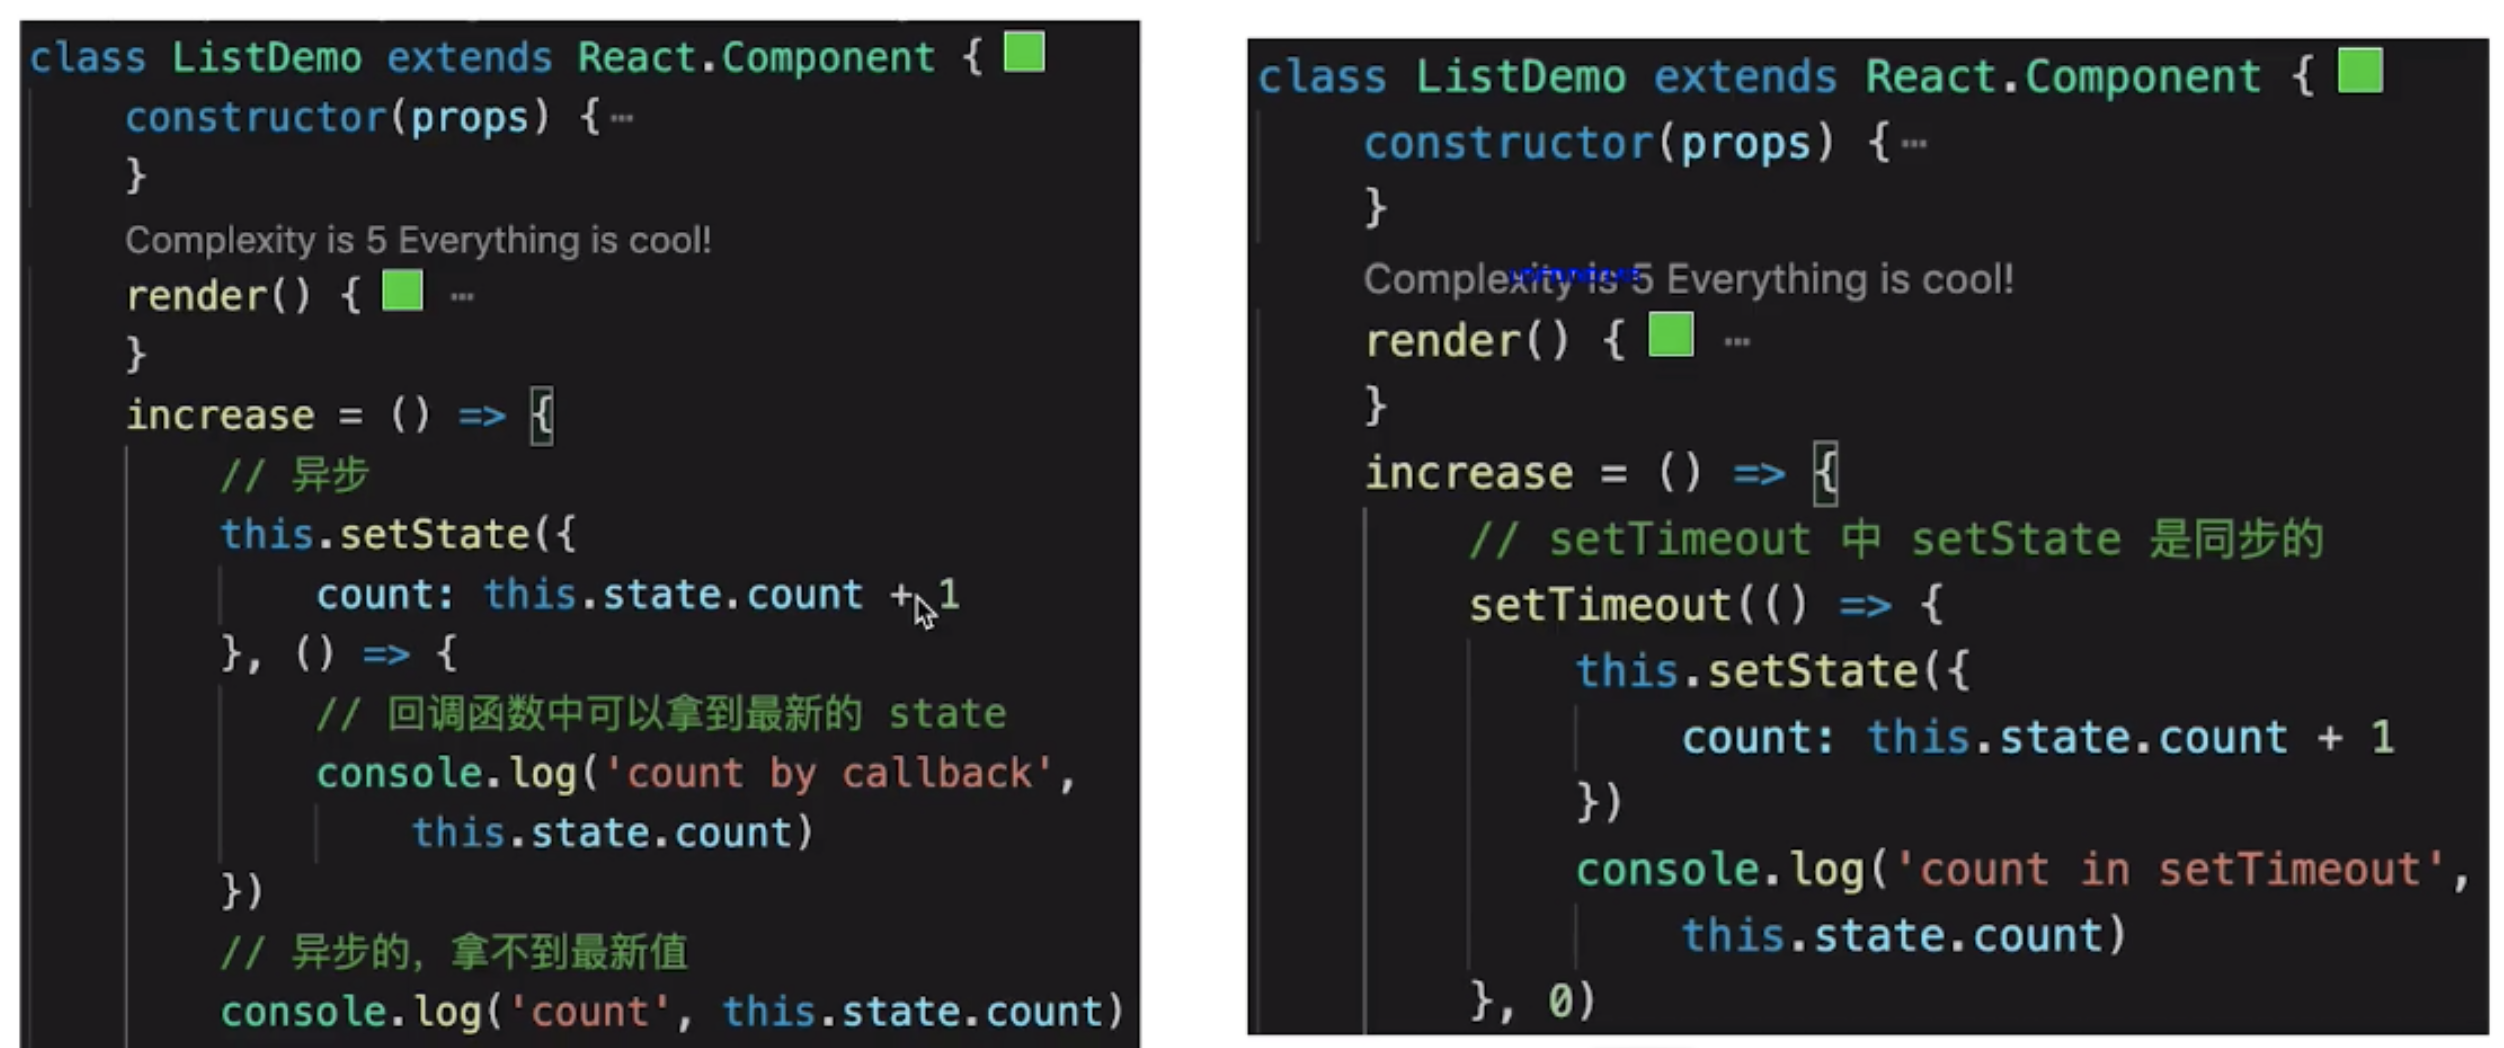 class ListDemo extends React.Component {
constructor(props) {⋯
}
Complexity is 5 Everything is cool!
render() { ⋯
}
increase = () => {
// 异步
this.setState({
count: this.state.count + 1
}, () => {
// 回调函数中可以拿到最新的 state
console.log('count by callback',
this.state.count)
})
// 异步的，拿不到最新值
console.log('count', this.state.count)
class ListDemo extends React.Component {
constructor(props) {⋯
}
Complexity is 5 Everything is cool!
render() { ⋯
}
increase = () => {
// setTimeout 中 setState 是同步的
setTimeout(() => {
this.setState({
count: this.state.count + 1
})
console.log('count in setTimeout',
this.state.count)
}, 0)